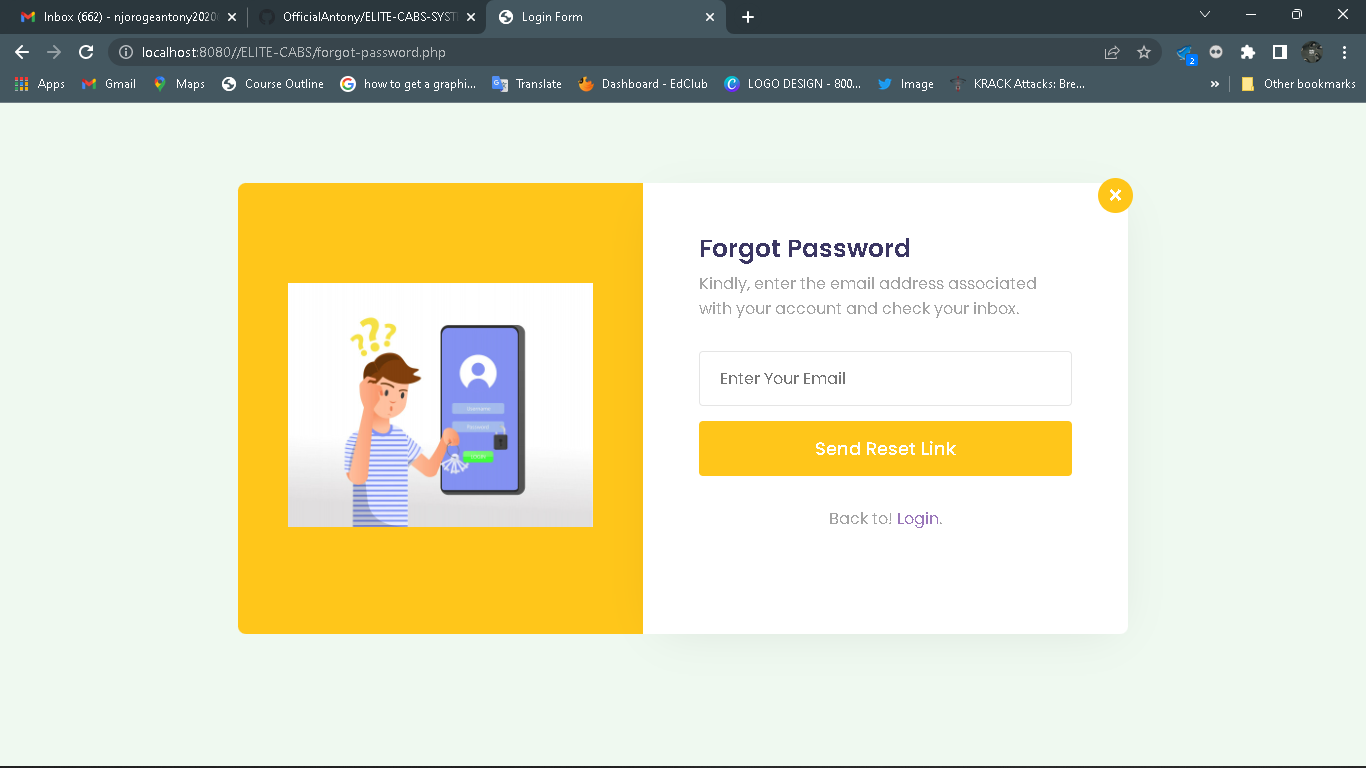 Inbox (662) - njorogeantony2020
OfficialAntony/ELITE-CABS-SYST
Login Form
localhost:8080//ELITE-CABS/forgot-password.php
2
Apps
Gmail
Maps
Course Outline
how to get a graphi...
Translate
Dashboard - EdClub
LOGO DESIGN - 800...
Image
KRACK Attacks: Bre...
»
Other bookmarks
Forgot Password
Kindly, enter the email address associated
with your account and check your inbox.
???
Username
Password
LOGIN
Enter Your Email
Send Reset Link
Back to! Login.